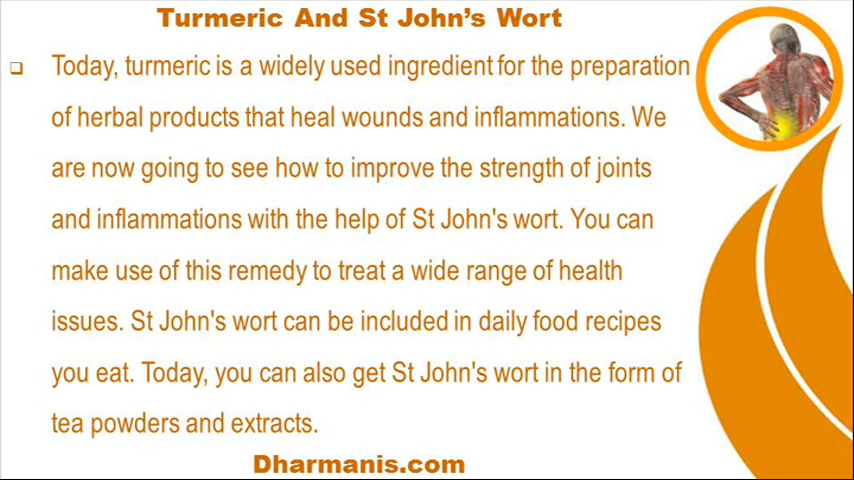 Turmeric And St John’s Wort
Today, turmeric is a widely used ingredient for the preparation
of herbal products that heal wounds and inflammations. We
are now going to see how to improve the strength of joints
and inflammations with the help of St John's wort. You can
make use of this remedy to treat a wide range of health
issues. St John's wort can be included in daily food recipes
you eat. Today, you can also get St John's wort in the form of
tea powders and extracts.
Dharmanis.com